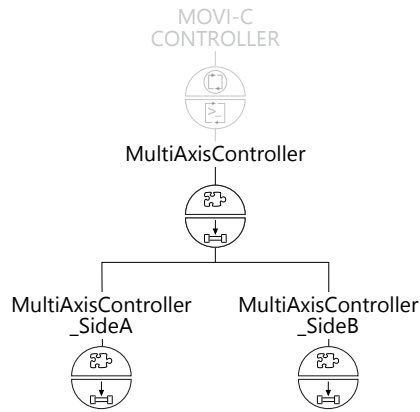 MOVI-C
CONTROLLER
>_
MultiAxisController
MultiAxisController
_SideA
MultiAxisController
_SideB